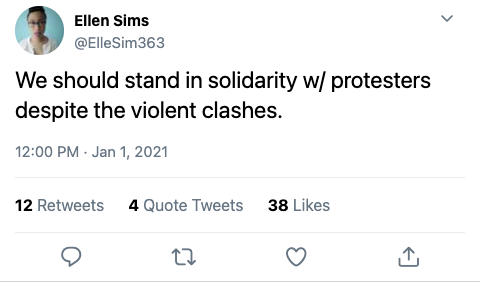 Ellen Sims
@ElleSim363
We should stand in solidarity w/ protesters
despite the violent clashes.
12:00 PM · Jan 1, 2021
12 Retweets 4 Quote Tweets 38 Likes